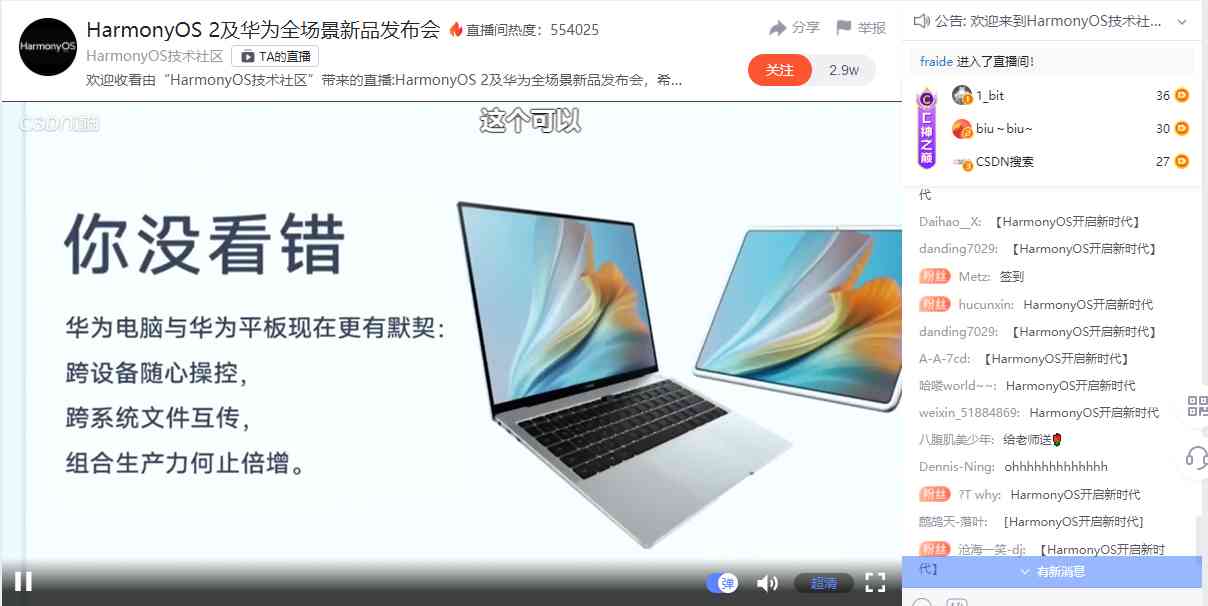 HarmonyOS 2及华为全场景新品发布会 直播间热度：554025
HarmonyOS
HarmonyOS技术社区 TA的直播
欢迎收看由“HarmonyOS技术社区”带来的直播:HarmonyOS 2及华为全场景新品发布会，希...
分享 举报
关注 2.9w
CSDN
这个可以
你没看错
华为电脑与华为平板现在更有默契：
跨设备随心操控，
跨系统文件互传，
组合生产力何止倍增。
弹 超清
公告: 欢迎来到HarmonyOS技术社...
fraide 进入了直播间!
C
汇神之巅
1 1_bit 36
2 biu～biu~ 30
3 CSDN搜索 27
代
Daihao__X: 【HarmonyOS开启新时代】
danding7029: 【HarmonyOS开启新时代】
粉丝 Metz: 签到
粉丝 hucunxin: HarmonyOS开启新时代
danding7029: 【HarmonyOS开启新时代】
A-A-7cd: 【HarmonyOS开启新时代】
哈喽world~~: HarmonyOS开启新时代
weixin_51884869: HarmonyOS开启新时代
八腹肌美少年: 给老师送🌹
Dennis-Ning: ohhhhhhhhhhhhh
粉丝 ?T why: HarmonyOS开启新时代
鹧鸪天-落叶: [HarmonyOS开启新时代]
粉丝 沧海一笑-dj: 【HarmonyOS开启新时
代】
有新消息